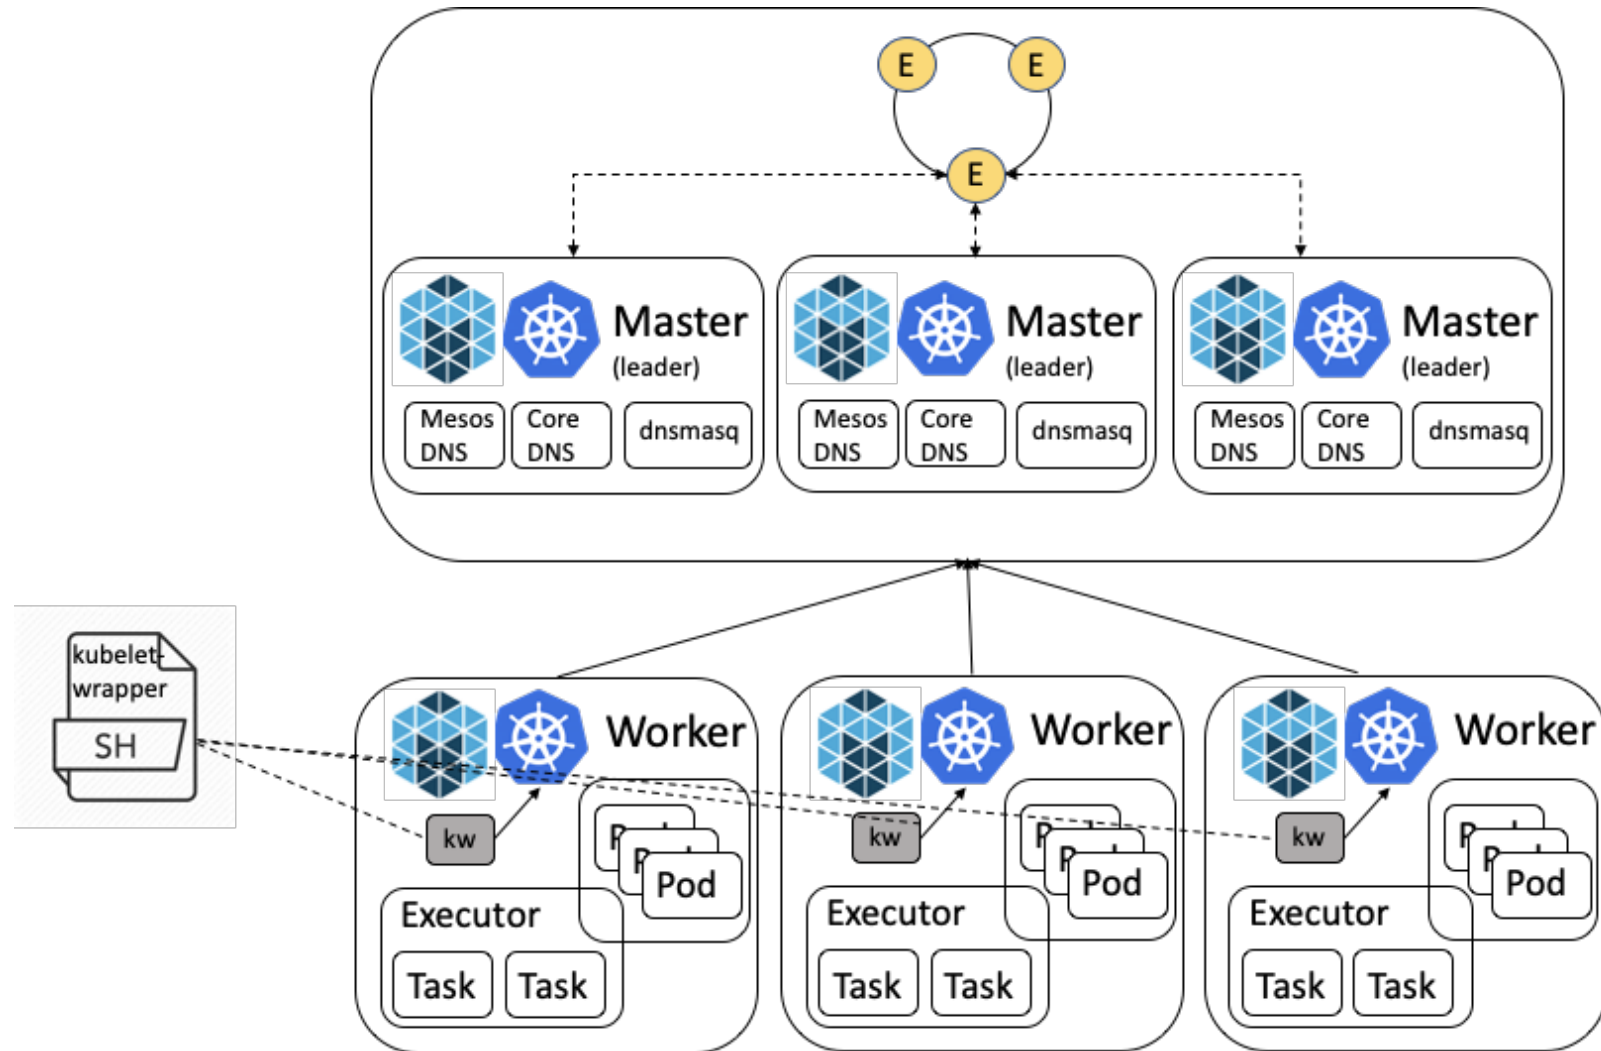 E
E
E
Master
(leader)
Mesos
DNS
Core
DNS
dnsmasq
Master
(leader)
Mesos
DNS
Core
DNS
dnsmasq
Master
(leader)
Mesos
DNS
Core
DNS
dnsmasq
kubelet-
wrapper
SH
Worker
kw
Pod
Executor
Task
Task
Worker
kw
Pod
Executor
Task
Task
Worker
kw
Pod
Executor
Task
Task